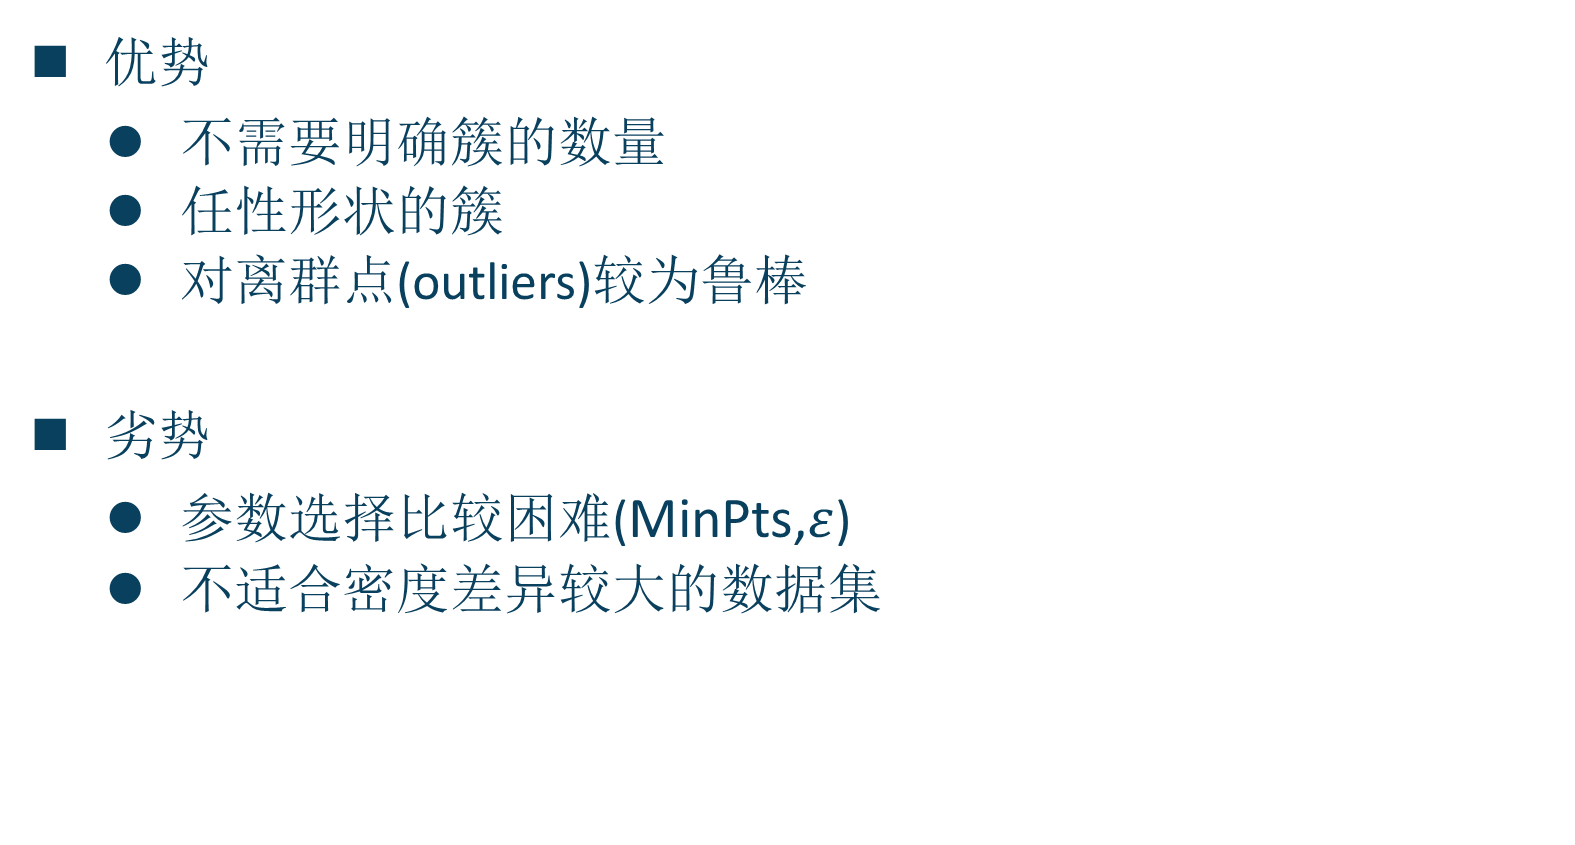 ■ 优势
● 不需要明确簇的数量
● 任性形状的簇
● 对离群点(outliers)较为鲁棒
■ 劣势
● 参数选择比较困难(MinPts,ε)
● 不适合密度差异较大的数据集